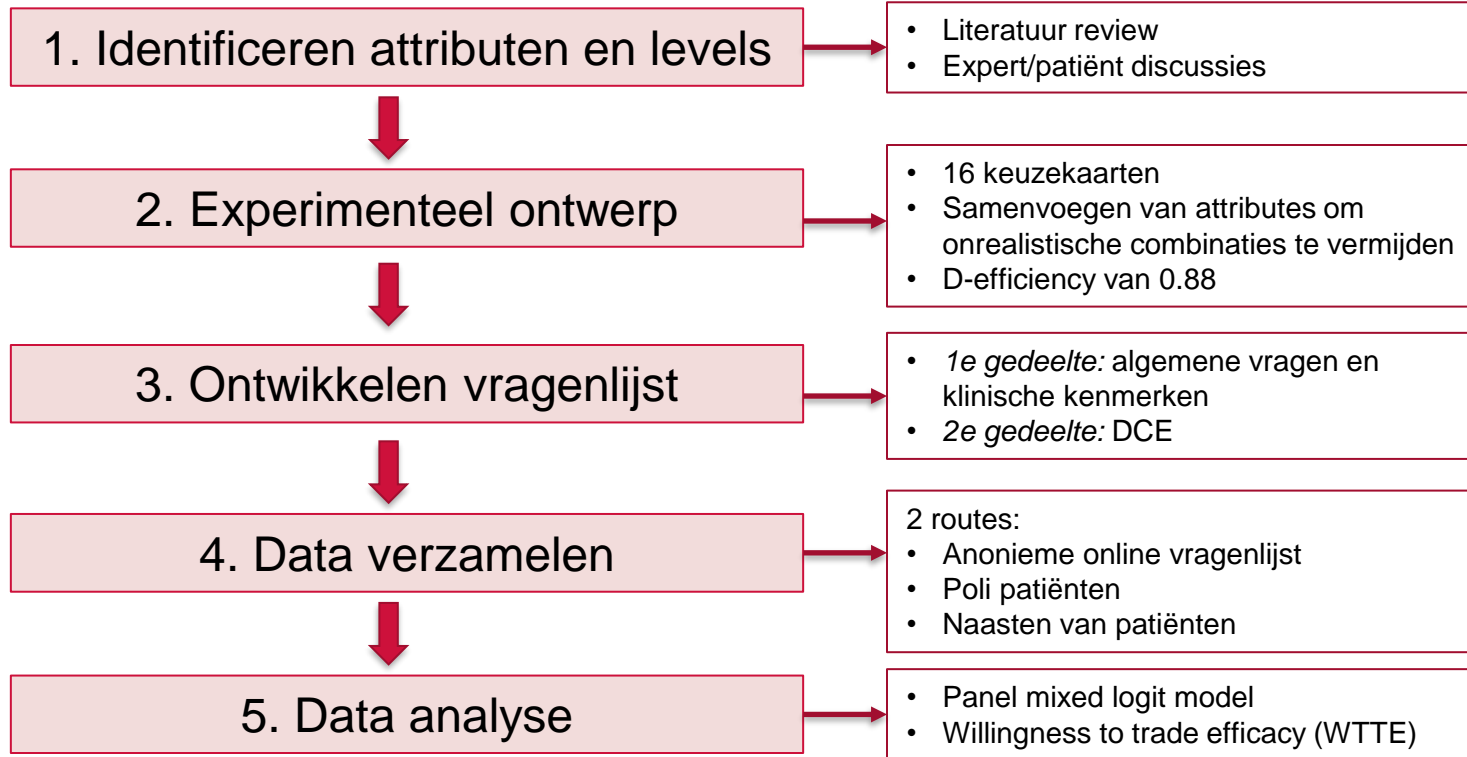 1. Identificeren attributen en levels
• Literatuur review
• Expert/patiënt discussies
2. Experimenteel ontwerp
• 16 keuzekaarten
• Samenvoegen van attributes om
onrealistische combinaties te vermijden
• D-efficiency van 0.88
3. Ontwikkelen vragenlijst
• 1e gedeelte: algemene vragen en
klinische kenmerken
• 2e gedeelte: DCE
4. Data verzamelen
2 routes:
• Anonieme online vragenlijst
• Poli patiënten
• Naasten van patiënten
5. Data analyse
• Panel mixed logit model
• Willingness to trade efficacy (WTTE)